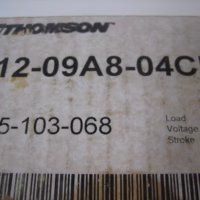 THOMSON
12-09A8-04C
5-103-068
Load
Voltage
Stroke